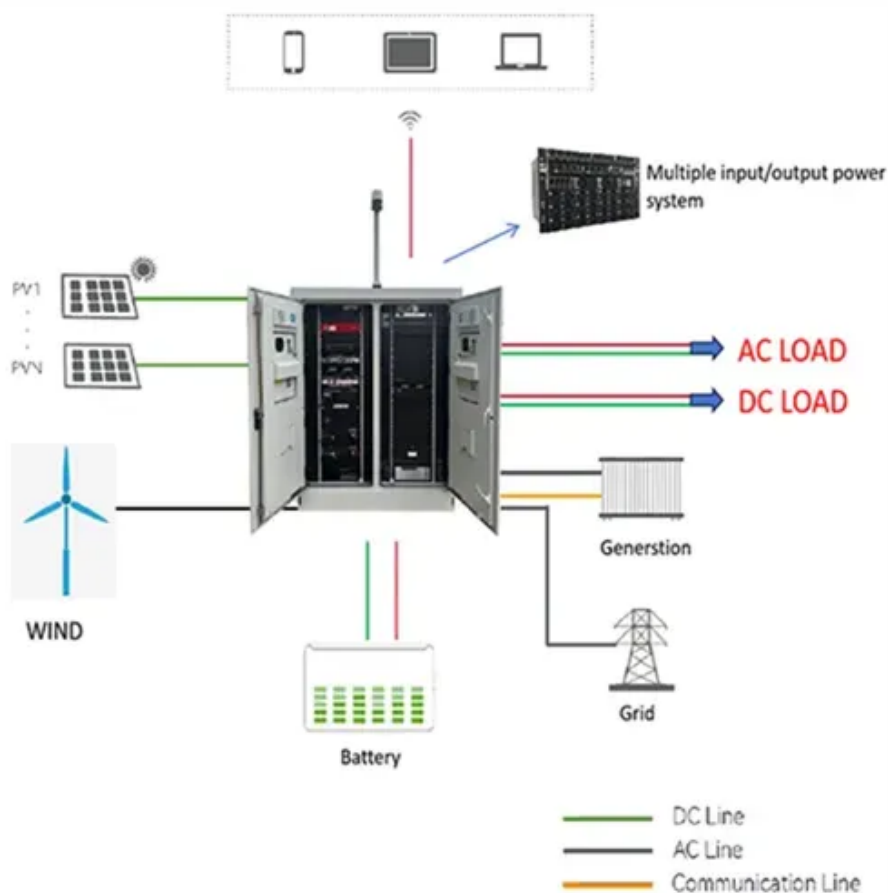 Multiple input/output power
system
PV1
PVN
AC LOAD
DC LOAD
WIND
Generstion
Grid
Battery
DC Line
AC Line
Communication Line